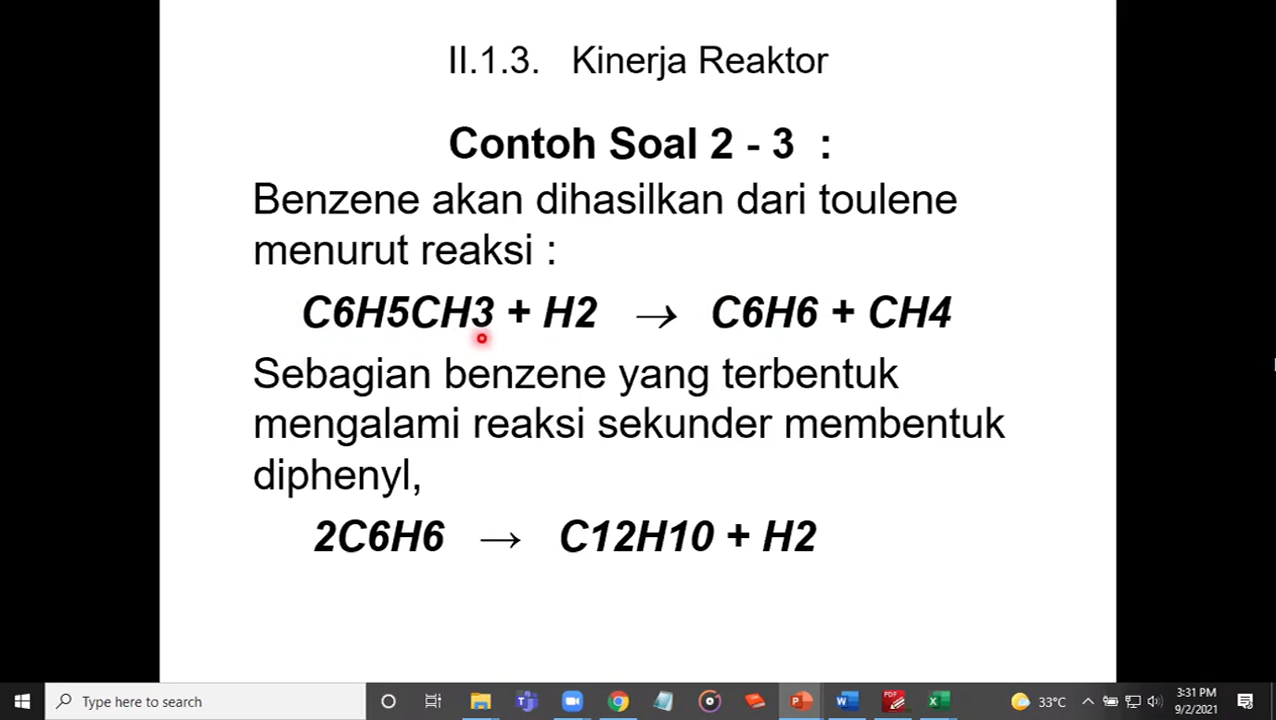 II.1.3. Kinerja Reaktor
Contoh Soal 2 - 3 :
Benzene akan dihasilkan dari toulene
menurut reaksi :
C6H5CH3 + H2 → C6H6 + CH4
Sebagian benzene yang terbentuk
mengalami reaksi sekunder membentuk
diphenyl,
2C6H6 → C12H10 + H2
Type here to search
33°C
3:31 PM
9/2/2021